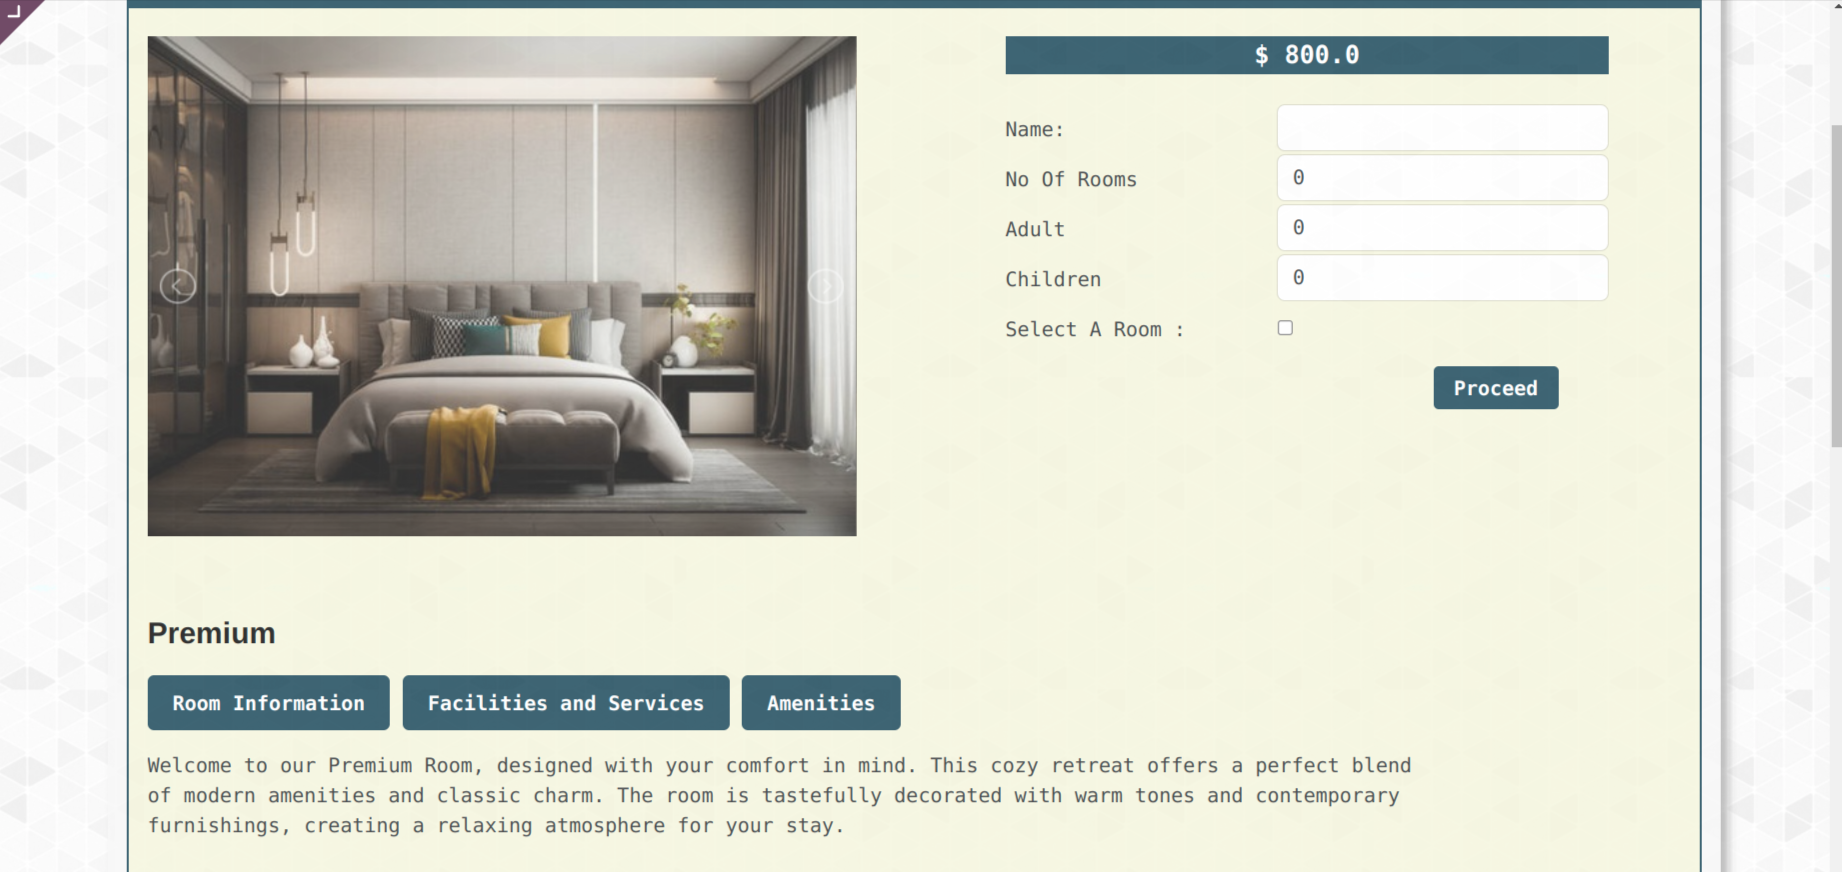 $ 800.0
Name:
No Of Rooms
0
Adult
0
Children
0
Select A Room :
Proceed
Premium
Room Information
Facilities and Services
Amenities
Welcome to our Premium Room, designed with your comfort in mind. This cozy retreat offers a perfect blend
of modern amenities and classic charm. The room is tastefully decorated with warm tones and contemporary
furnishings, creating a relaxing atmosphere for your stay.